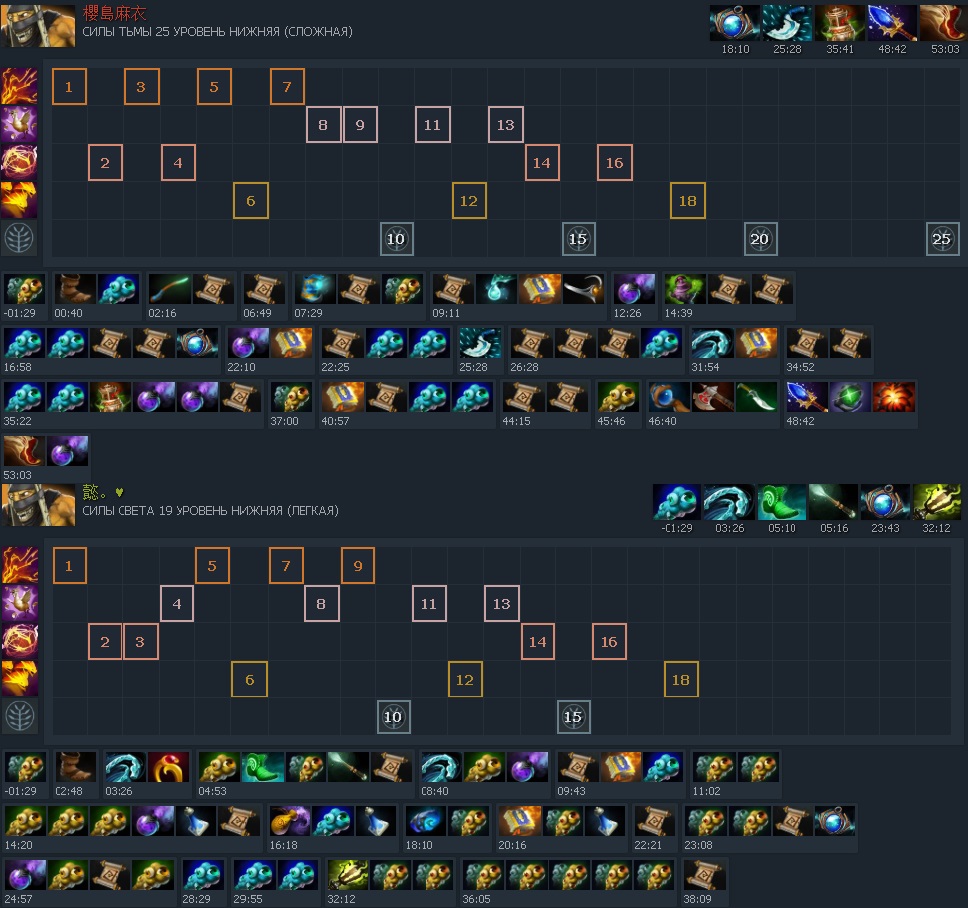 櫻島麻衣
СИЛЫ ТЬМЫ 25 УРОВЕНЬ НИЖНЯЯ (СЛОЖНАЯ)
18:10 25:28 35:41 48:42 53:03
1 3 5 7
8 9 11 13
2 4 14 16
6 12 18
10 15 20 25
-01:29 00:40 02:16 06:49 07:29 09:11 12:26 14:39
16:58 22:10 22:25 25:28 26:28 31:54 34:52
35:22 37:00 40:57 44:15 45:46 46:40 48:42
53:03
懿。♥
СИЛЫ СВЕТА 19 УРОВЕНЬ НИЖНЯЯ (ЛЕГКАЯ)
-01:29 03:26 05:10 05:16 23:43 32:12
1 5 7 9
4 8 11 13
2 3 14 16
6 12 18
10 15
-01:29 02:48 03:26 04:53 08:40 09:43 11:02
14:20 16:18 18:10 20:16 22:21 23:08
24:57 28:29 29:55 32:12 36:05 38:09